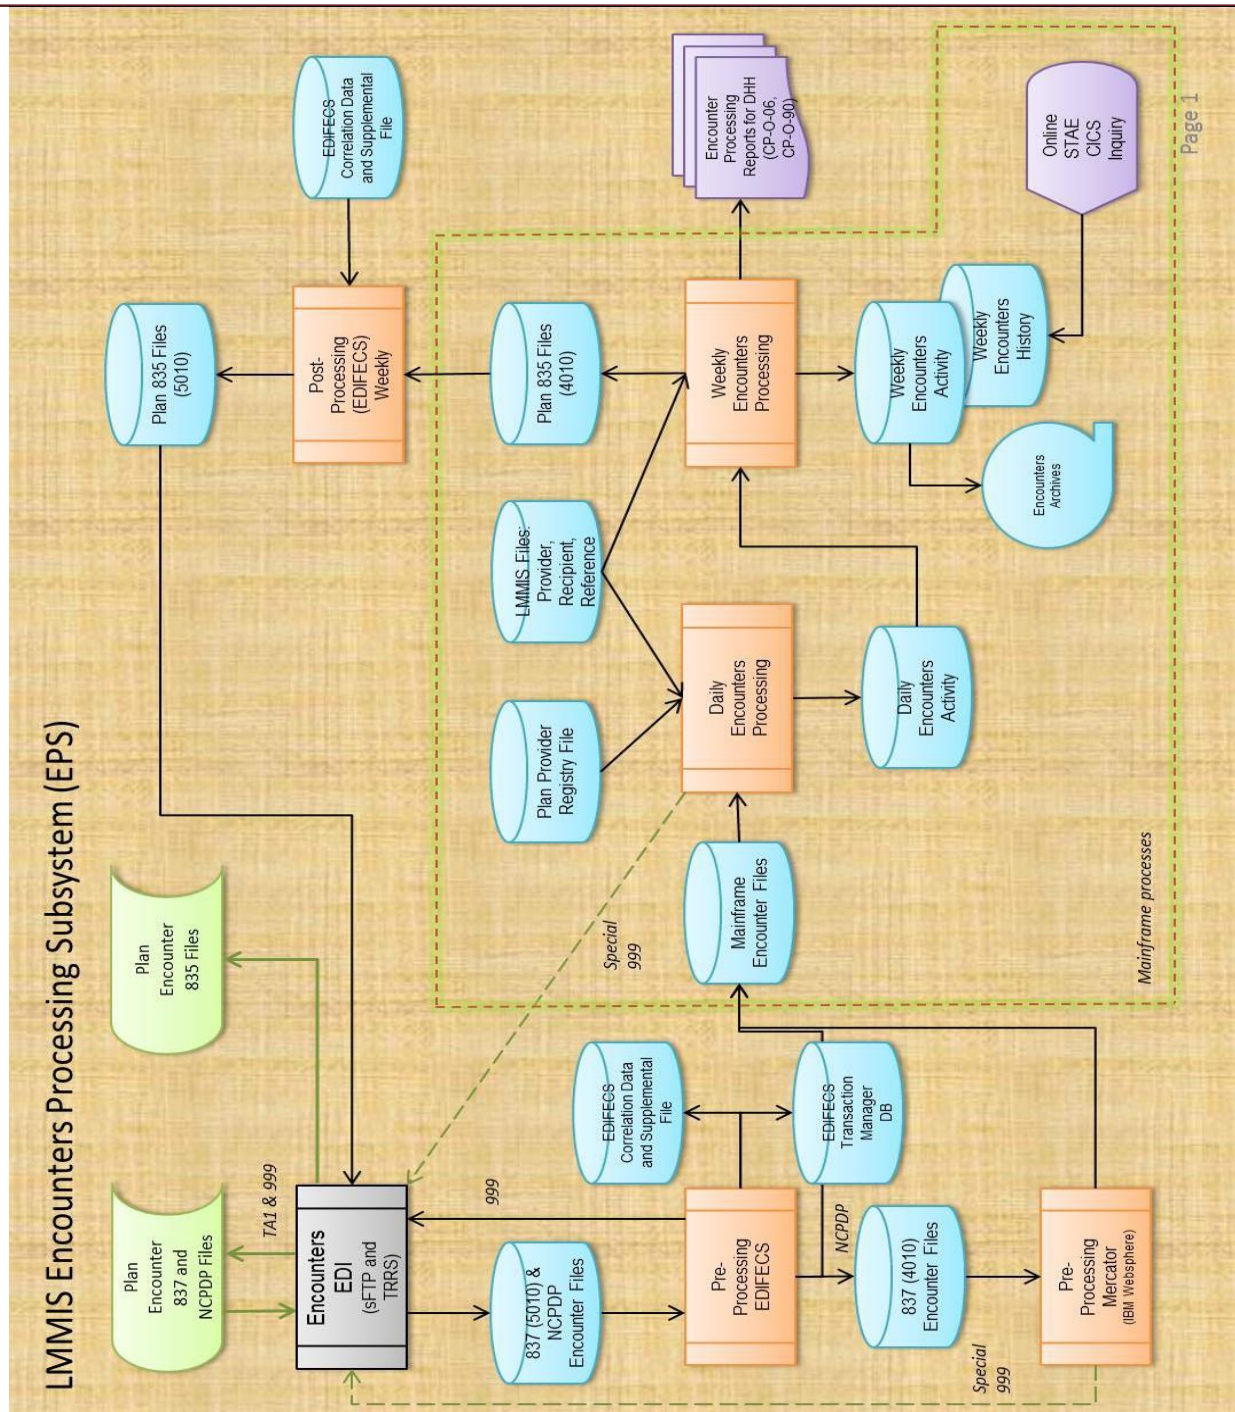 LMMIS Encounters Processing Subsystem (EPS)
Plan
Encounter
837 and
NCPDP Files
TA1 & 999
Plan
Encounter
835 Files
Plan 835 Files
(5010)
Encounters
EDI
(sFTP and
TRRS)
Post-
Processing
(EDIFECS)
Weekly
EDIFECS
Correlation Data
and Supplemental
File
999
837 (5010) &
NCPDP
Encounter Files
Plan Provider
Registry File
LMMIS Files:
Provider,
Recipient,
Reference
Plan 835 Files
(4010)
EDIFECS
Correlation Data
and Supplemental
File
Special
999
Pre-
Processing
EDIFECS
Mainframe
Encounter Files
Daily
Encounters
Processing
Weekly
Encounters
Processing
Encounter
Processing
Reports for DHH
(CP-O-06,
CP-O-90)
NCPDP
EDIFECS
Transaction
Manager
DB
837 (4010)
Encounter Files
Daily
Encounters
Activity
Weekly
Encounters
Activity
Weekly
Encounters
History
Special
999
Pre-
Processing
Mercator
(IBM Websphere)
Encounters
Archives
Online
STAE
CICS
Inquiry
Mainframe processes
Page 1